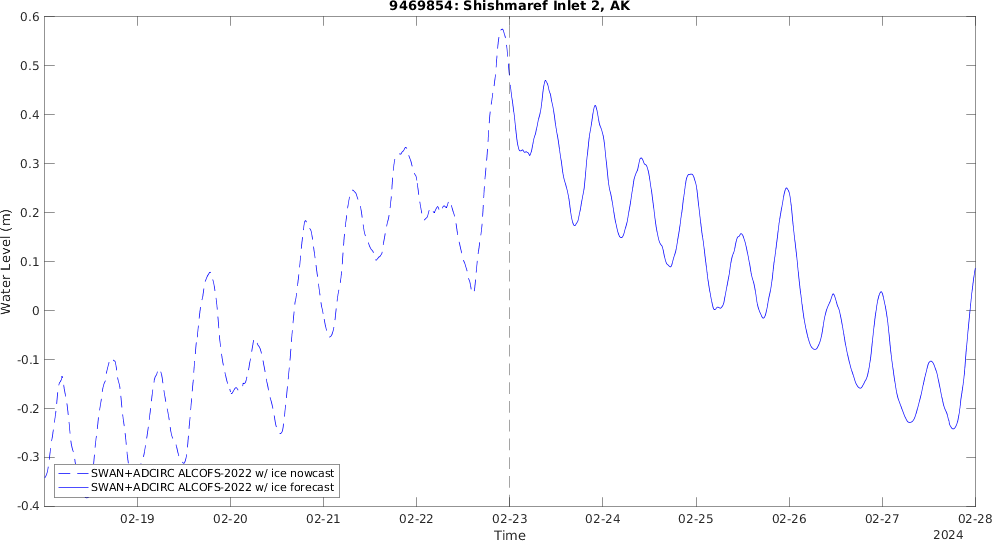 9469854: Shishmaref Inlet 2, AK
0.6
0.5
0.4
0.3
0.2
0.1
0
-0.1
-0.2
-0.3
-0.4
Water Level (m)
SWAN+ADCIRC ALCOFS-2022 w/ ice nowcast
SWAN+ADCIRC ALCOFS-2022 w/ ice forecast
02-19 02-20 02-21 02-22 02-23 02-24 02-25 02-26 02-27 02-28
Time
2024